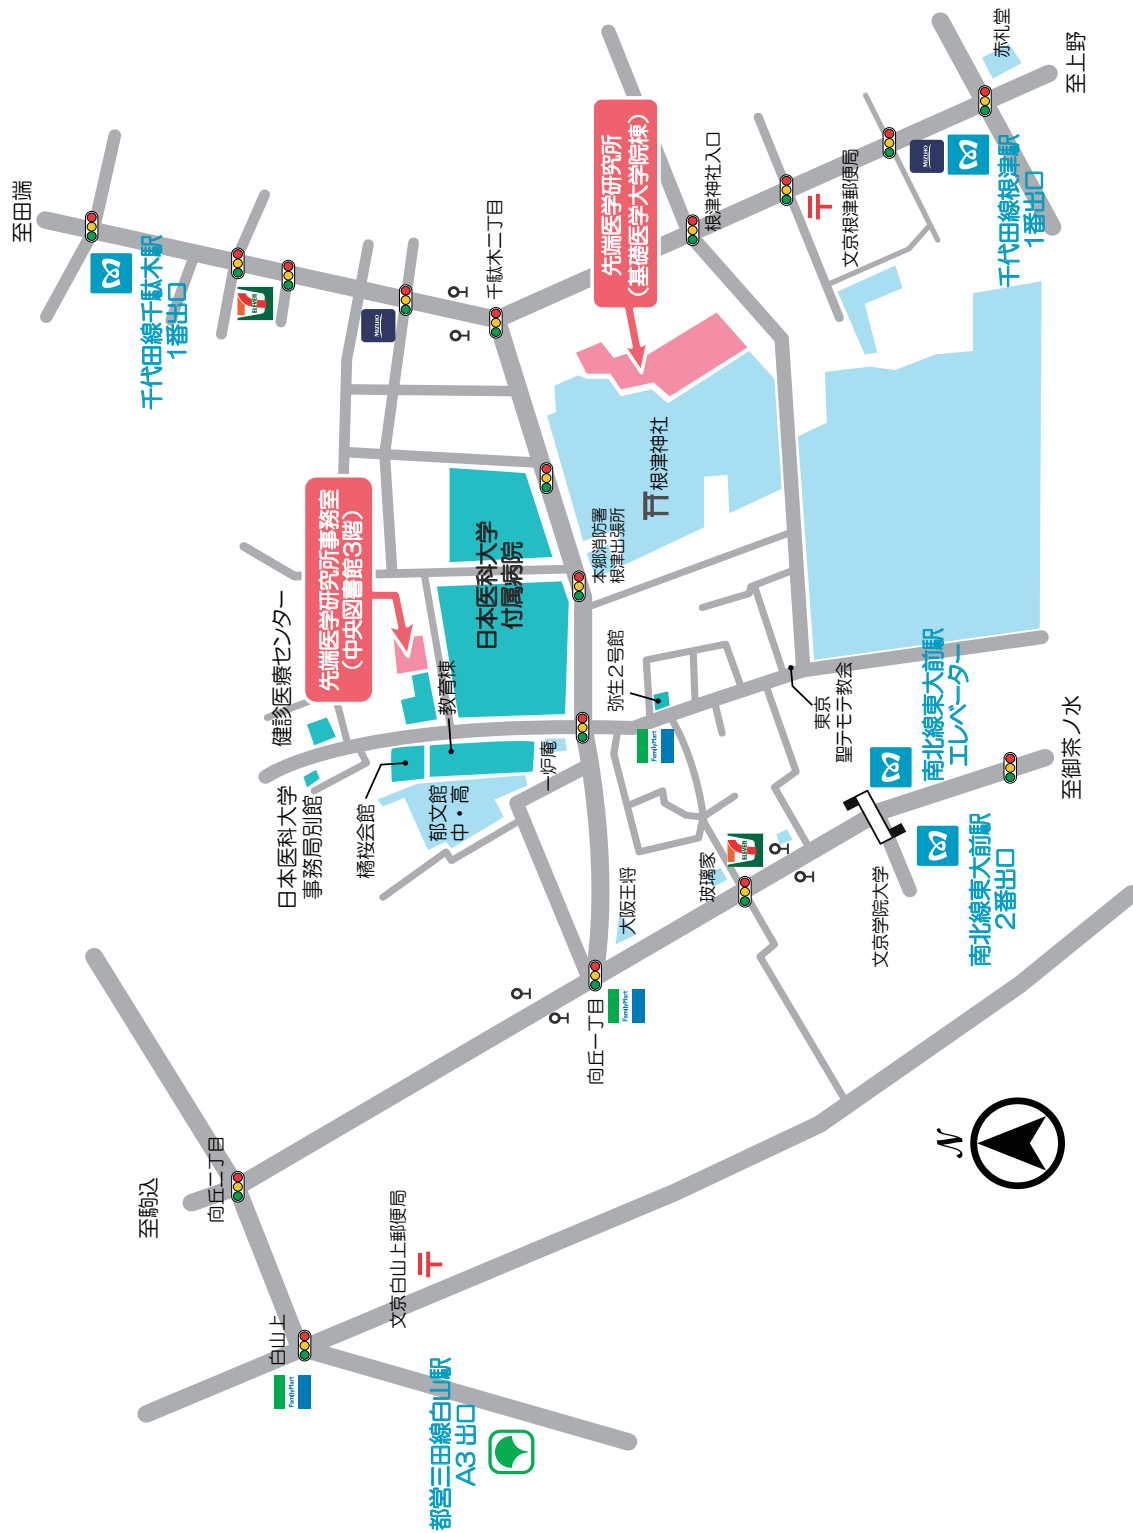 至田端
千代田線千駄木駅
1番出口
千駄木二丁目
先端医学研究所
（基礎医学大学院棟）
根津神社入口
文京根津郵便局
赤札堂
至上野
千代田線根津駅
1番出口
MIZUHO
MIZUHO
ELEVEn
先端医学研究所事務室
（中央図書館3階）
日本医科大学
付属病院
根津神社
本郷消防署
根津出張所
健診医療センター
教育棟
弥生2号館
東京
聖テモテ教会
一炉庵
日本医科大学
事務局別館
橘桜会館
郁文館
中・高
FamilyMart
南北線東大前駅
エレベーター
至御茶ノ水
南北線東大前駅
2番出口
文京学院大学
玻璃家
ELEVEn
大阪王将
向丘一丁目
FamilyMart
向丘二丁目
至駒込
文京白山上郵便局
白山上
FamilyMart
都営三田線白山駅
A3 出口
N